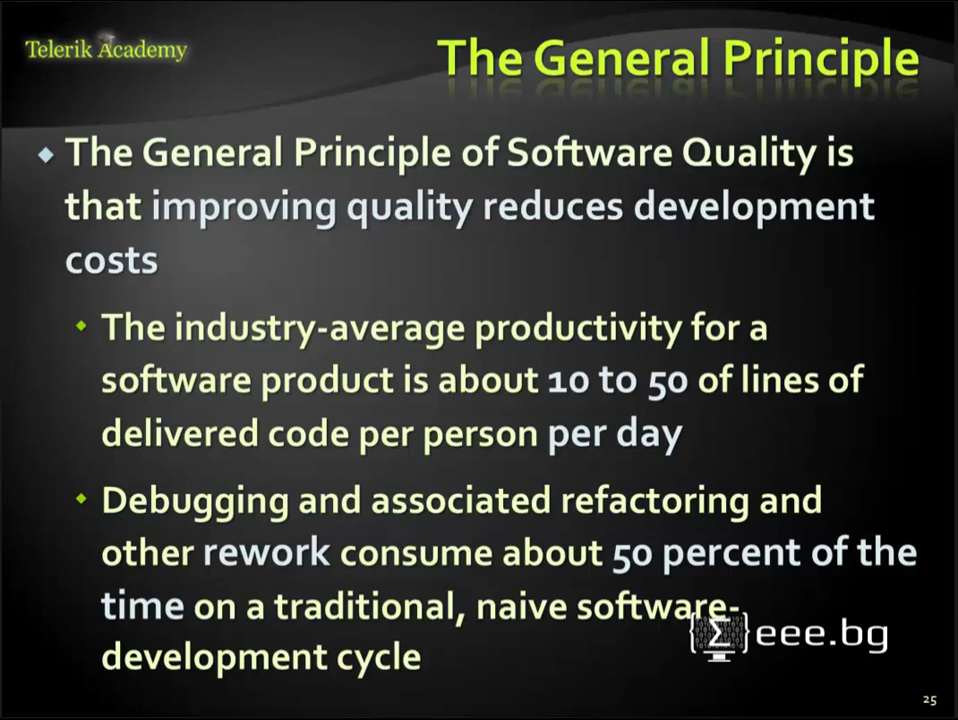 Telerik Academy
The General Principle
The General Principle of Software Quality is
that improving quality reduces development
costs
The industry-average productivity for a
software product is about 10 to 50 of lines of
delivered code per person per day
Debugging and associated refactoring and
other rework consume about 50 percent of the
time on a traditional, naive software-
development cycle
{Σ}eee.bg
25